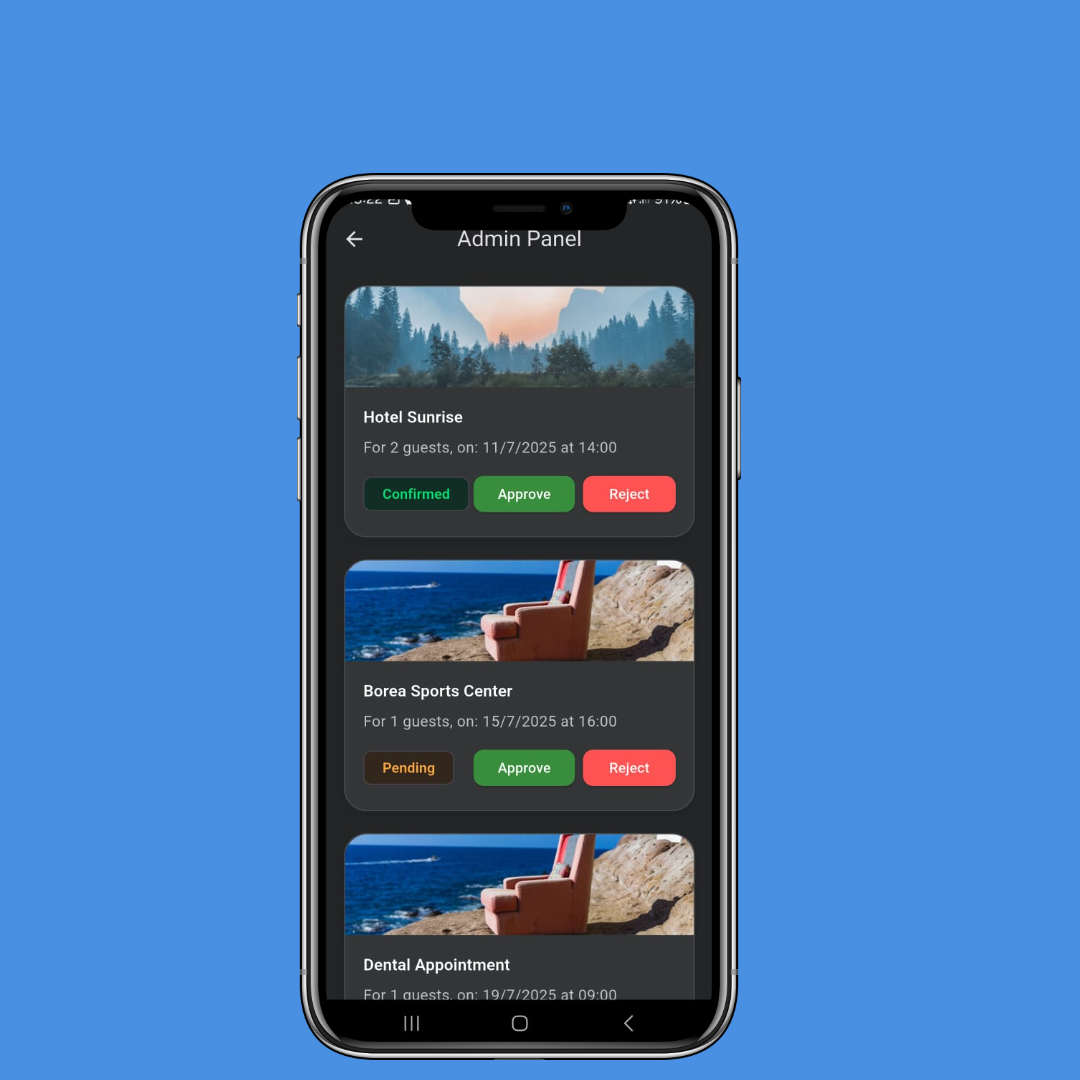 Admin Panel
Hotel Sunrise
For 2 guests, on: 11/7/2025 at 14:00
Confirmed Approve Reject
Borea Sports Center
For 1 guests, on: 15/7/2025 at 16:00
Pending Approve Reject
Dental Appointment
For 1 guests, on: 19/7/2025 at 09:00